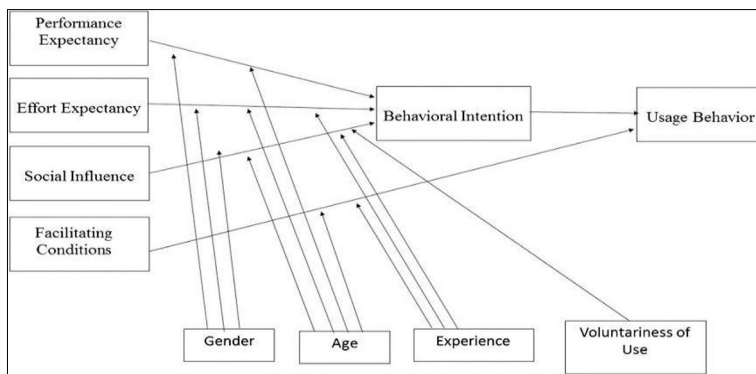 Performance
Expectancy
Effort Expectancy
Behavioral Intention
Usage Behavior
Social Influence
Facilitating
Conditions
Gender
Age
Experience
Voluntariness of
Use